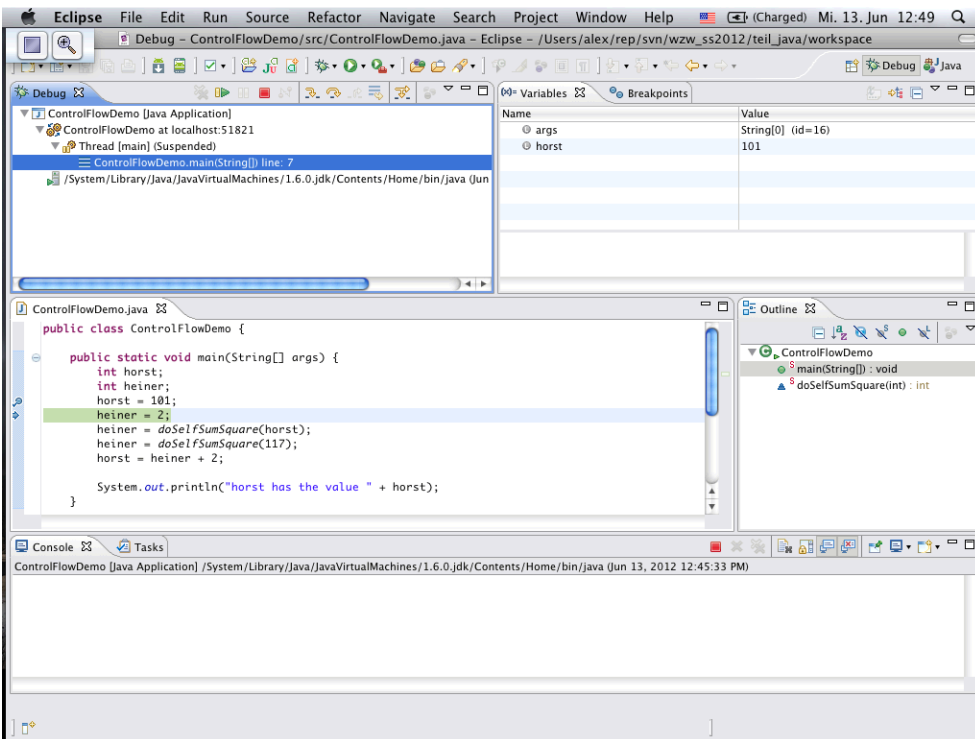 Eclipse File Edit Run Source Refactor Navigate Search Project Window Help (Charged) Mi. 13. Jun 12:49
Debug – ControlFlowDemo/src/ControlFlowDemo.java – Eclipse – /Users/alex/rep/svn/wzw_ss2012/teil_java/workspace
Debug Java
Debug
ControlFlowDemo [Java Application]
ControlFlowDemo at localhost:51821
Thread [main] (Suspended)
ControlFlowDemo.main(String[]) line: 7
/System/Library/Java/JavaVirtualMachines/1.6.0.jdk/Contents/Home/bin/java (Jun
(x)= Variables Breakpoints
Name Value
args String[0] (id=16)
horst 101
ControlFlowDemo.java
public class ControlFlowDemo {
public static void main(String[] args) {
int horst;
int heiner;
horst = 101;
heiner = 2;
heiner = doSelfSumSquare(horst);
heiner = doSelfSumSquare(117);
horst = heiner + 2;
System.out.println("horst has the value " + horst);
}
Outline
ControlFlowDemo
S main(String[]) : void
S doSelfSumSquare(int) : int
Console Tasks
ControlFlowDemo [Java Application] /System/Library/Java/JavaVirtualMachines/1.6.0.jdk/Contents/Home/bin/java (Jun 13, 2012 12:45:33 PM)